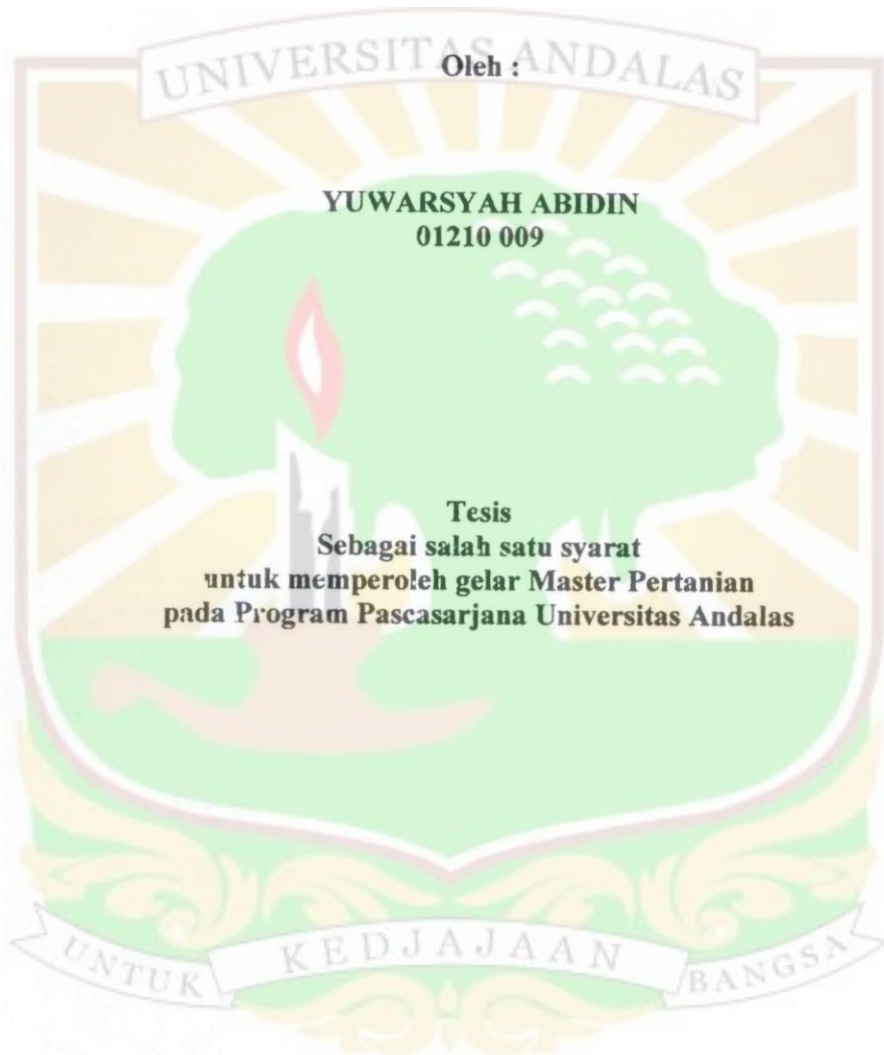 UNIVERSITAS ANDALAS
Oleh :
YUWARSYAH ABIDIN
01210 009
Tesis
Sebagai salah satu syarat
untuk memperoleh gelar Master Pertanian
pada Program Pascasarjana Universitas Andalas
UNTUK KEDJAJAAN BANGSA